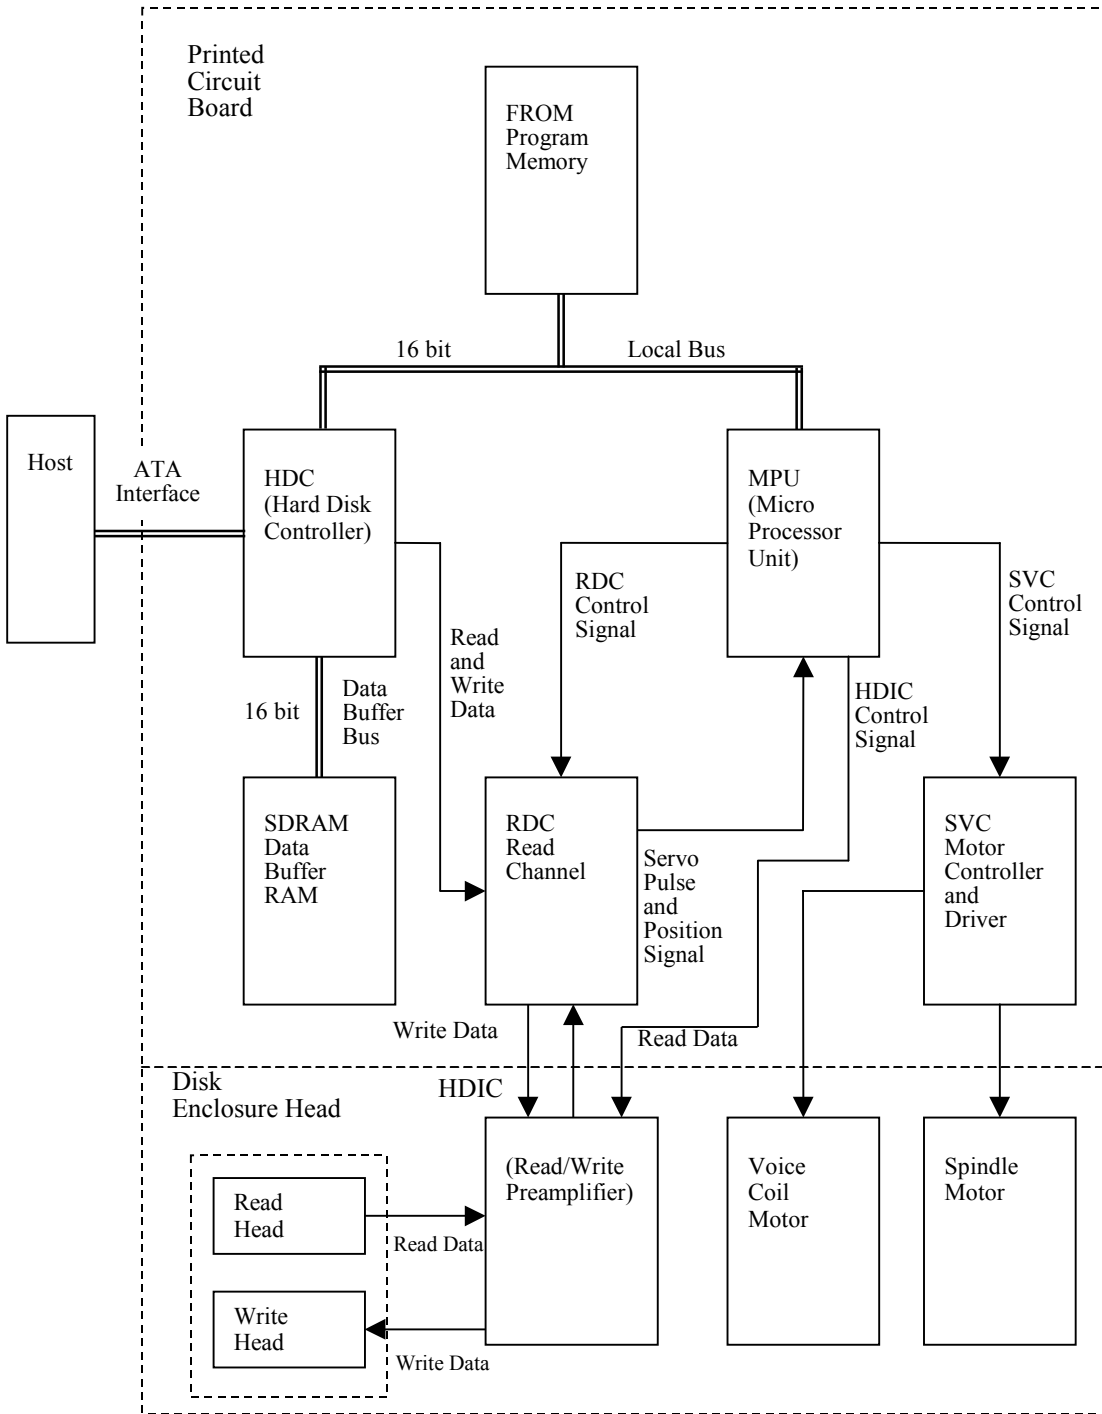 Printed
Circuit
Board
FROM
Program
Memory
16 bit
Local Bus
Host
ATA
Interface
HDC
(Hard Disk
Controller)
MPU
(Micro
Processor
Unit)
RDC
Control
Signal
SVC
Control
Signal
Read
and
Write
Data
HDIC
Control
Signal
16 bit
Data
Buffer
Bus
SDRAM
Data
Buffer
RAM
RDC
Read
Channel
Servo
Pulse
and
Position
Signal
SVC
Motor
Controller
and
Driver
Write Data
Read Data
Disk
Enclosure Head
HDIC
(Read/Write
Preamplifier)
Voice
Coil
Motor
Spindle
Motor
Read
Head
Read Data
Write
Head
Write Data